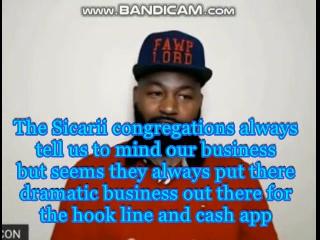 www.BANDICAM.com
FAWP
LORD
The Sicarii congregations always
tell us to mind our business
but seems they always put there
dramatic business out there for
the hook line and cash app
CON